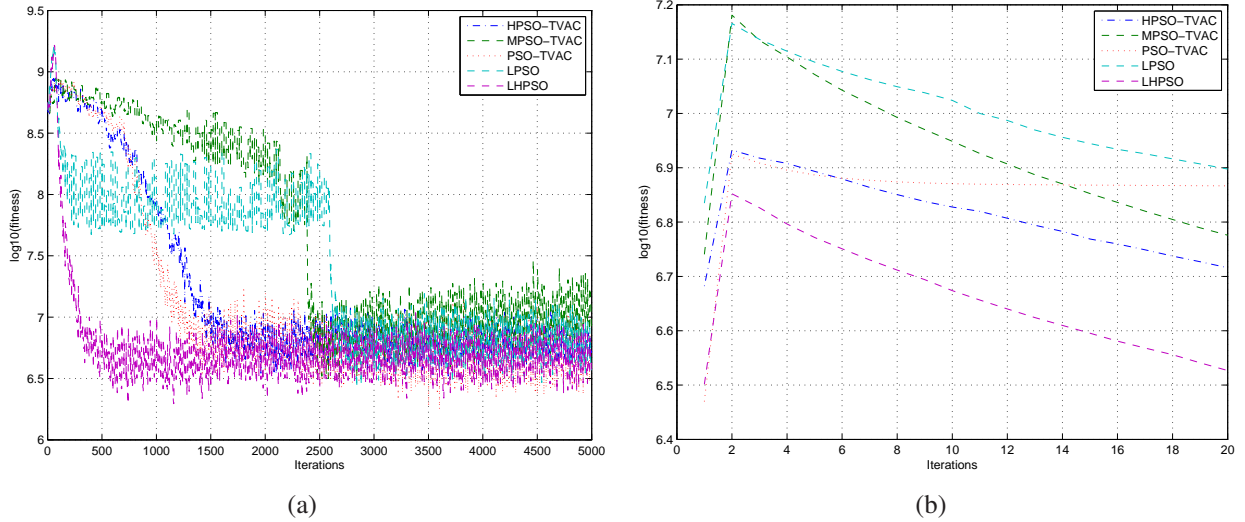 9.5
9
8.5
8
7.5
7
6.5
6
log10(fitness)
0 500 1000 1500 2000 2500 3000 3500 4000 4500 5000
Iterations
HPSO−TVAC
MPSO−TVAC
PSO−TVAC
LPSO
LHPSO
(a)
7.2
7.1
7
6.9
6.8
6.7
6.6
6.5
6.4
log10(fitness)
0 2 4 6 8 10 12 14 16 18 20
Iterations
HPSO−TVAC
MPSO−TVAC
PSO−TVAC
LPSO
LHPSO
(b)